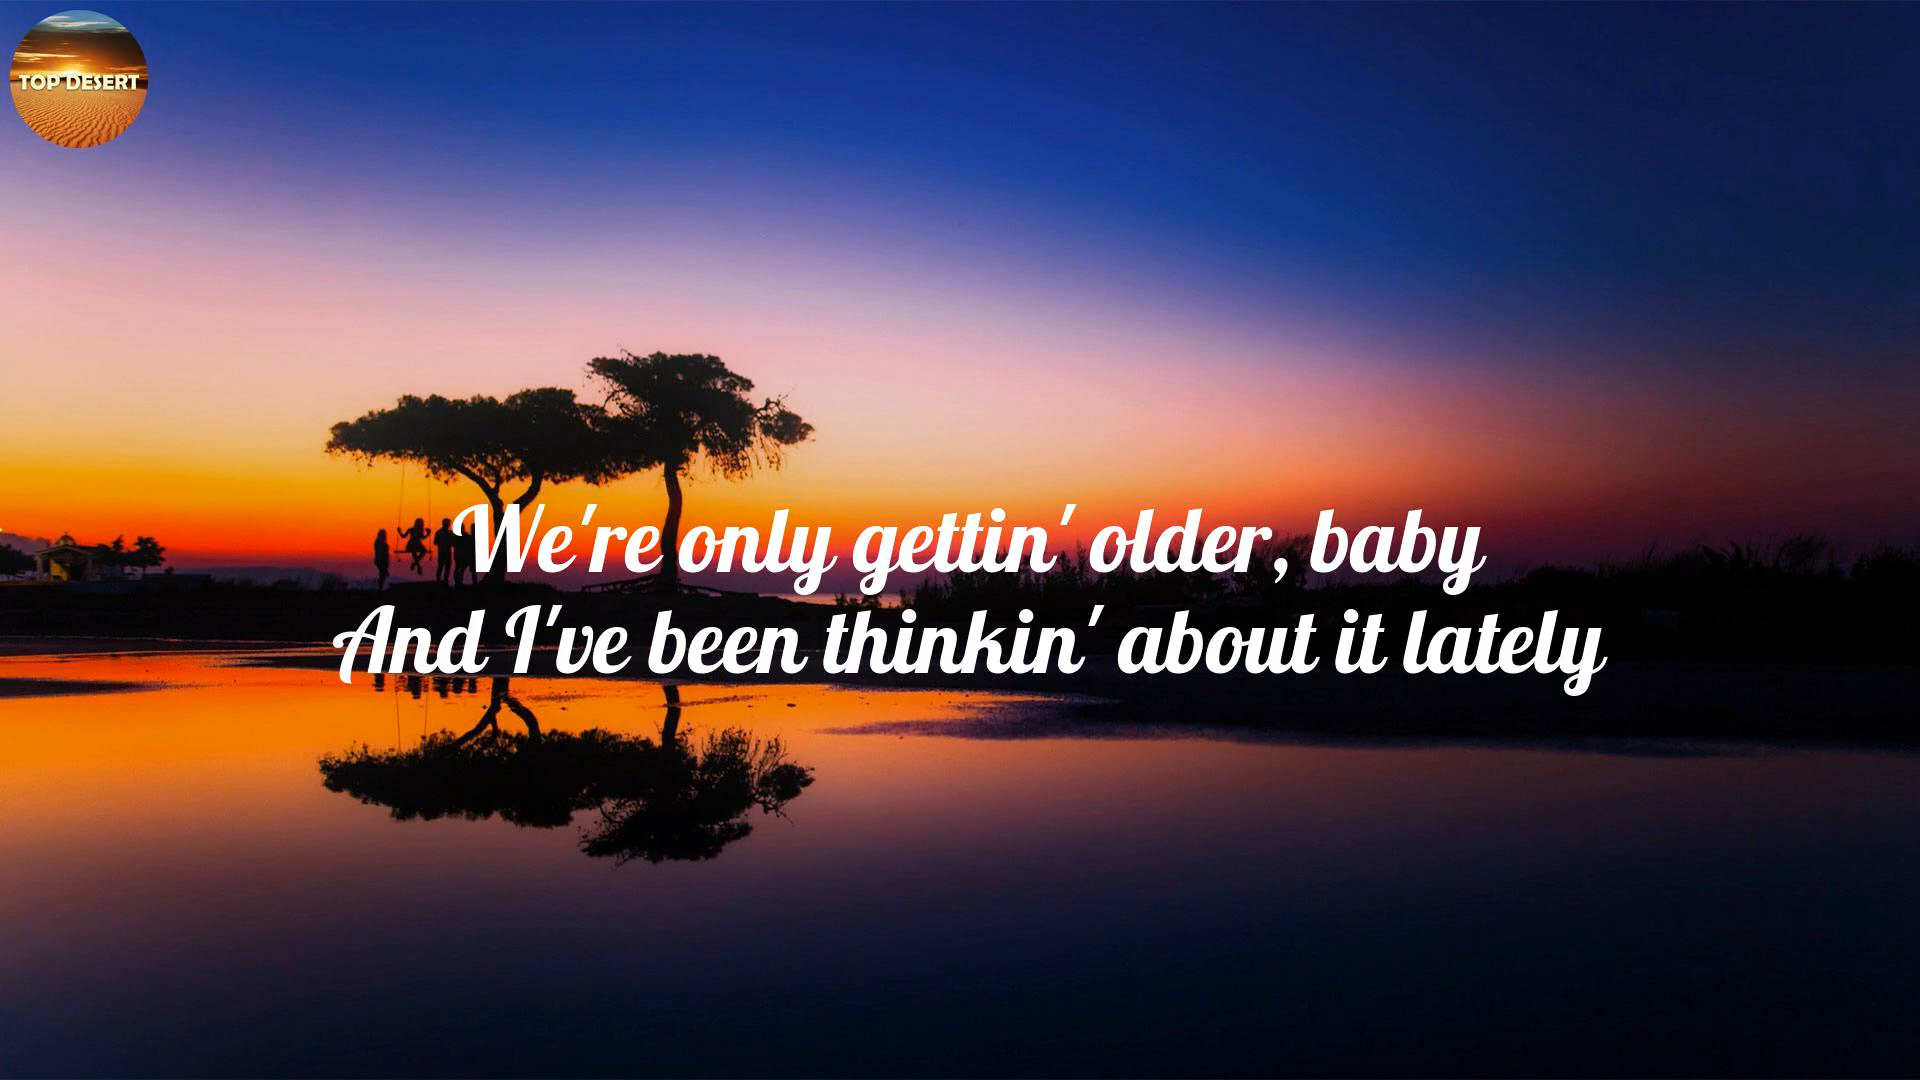 TOP DESERT
We're only gettin' older, baby
And I've been thinkin' about it lately